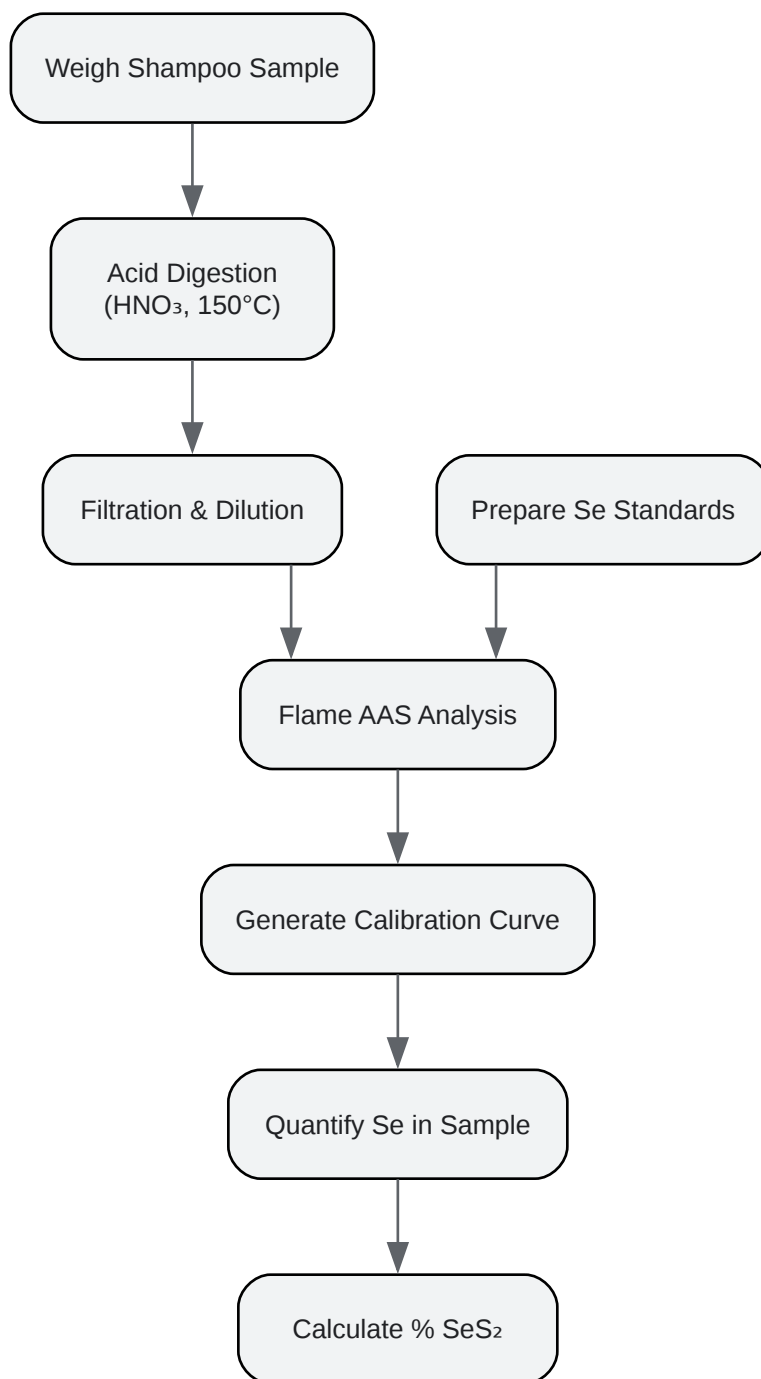 Weigh Shampoo Sample
Acid Digestion
(HNO₃, 150°C)
Filtration & Dilution
Prepare Se Standards
Flame AAS Analysis
Generate Calibration Curve
Quantify Se in Sample
Calculate % SeS₂